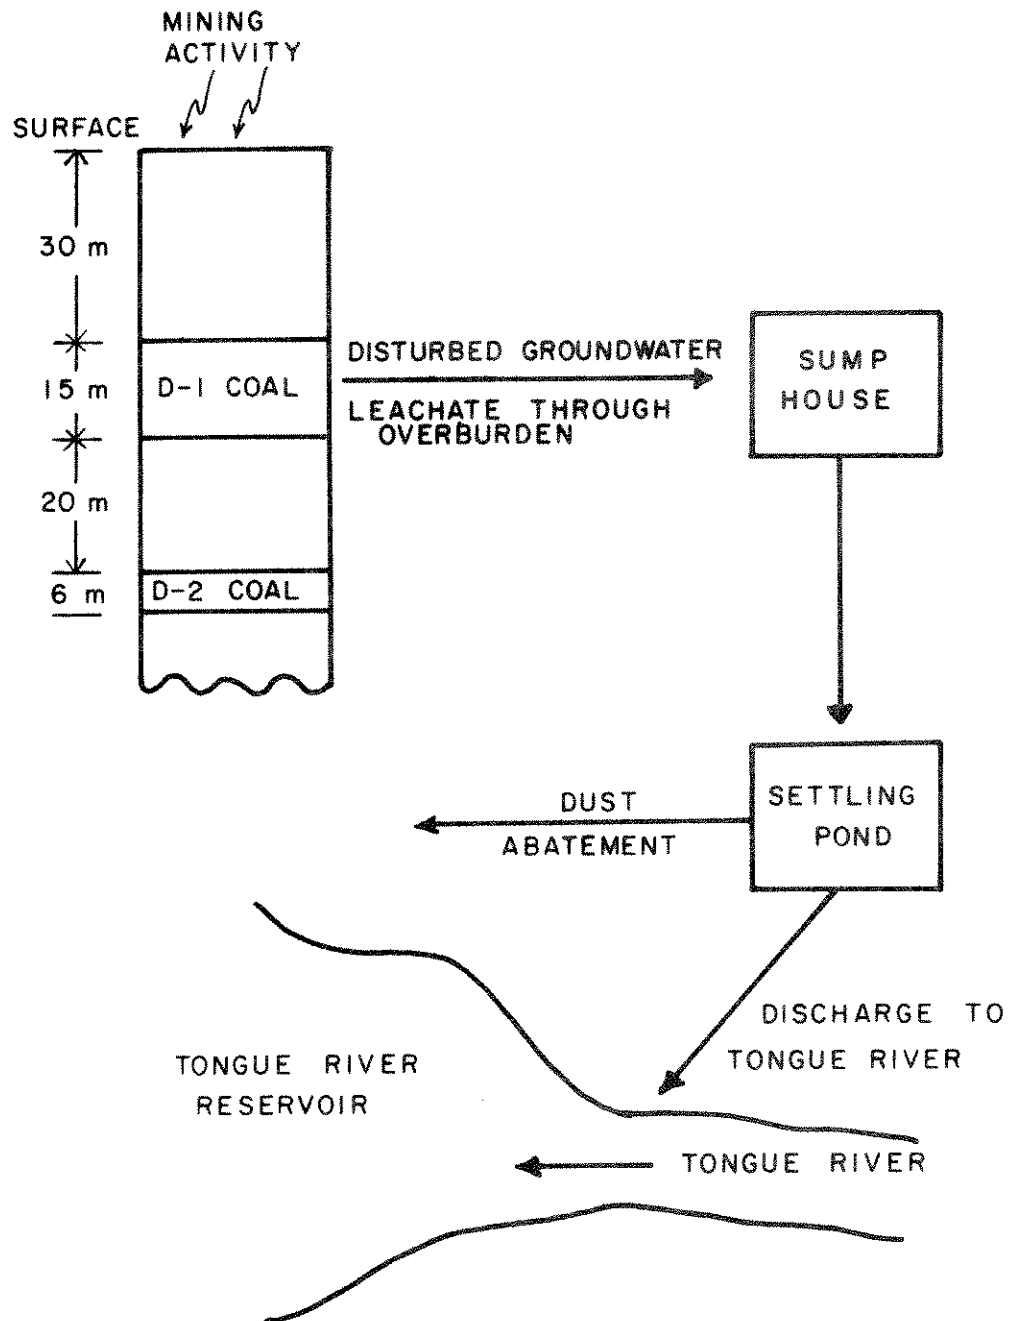 MINING
ACTIVITY
SURFACE
30 m
15 m
D-1 COAL
DISTURBED GROUNDWATER
LEACHATE THROUGH
OVERBURDEN
SUMP
HOUSE
20 m
6 m
D-2 COAL
SETTLING
POND
DUST
ABATEMENT
DISCHARGE TO
TONGUE RIVER
TONGUE RIVER
RESERVOIR
TONGUE RIVER